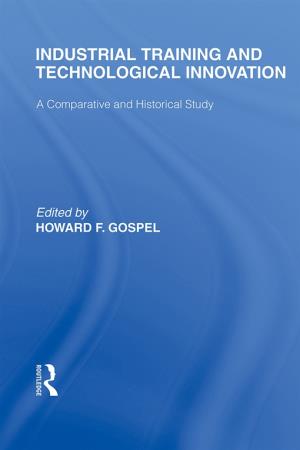 INDUSTRIAL TRAINING AND
TECHNOLOGICAL INNOVATION
A Comparative and Historical Study
Edited by
HOWARD F. GOSPEL
ROUTLEDGE